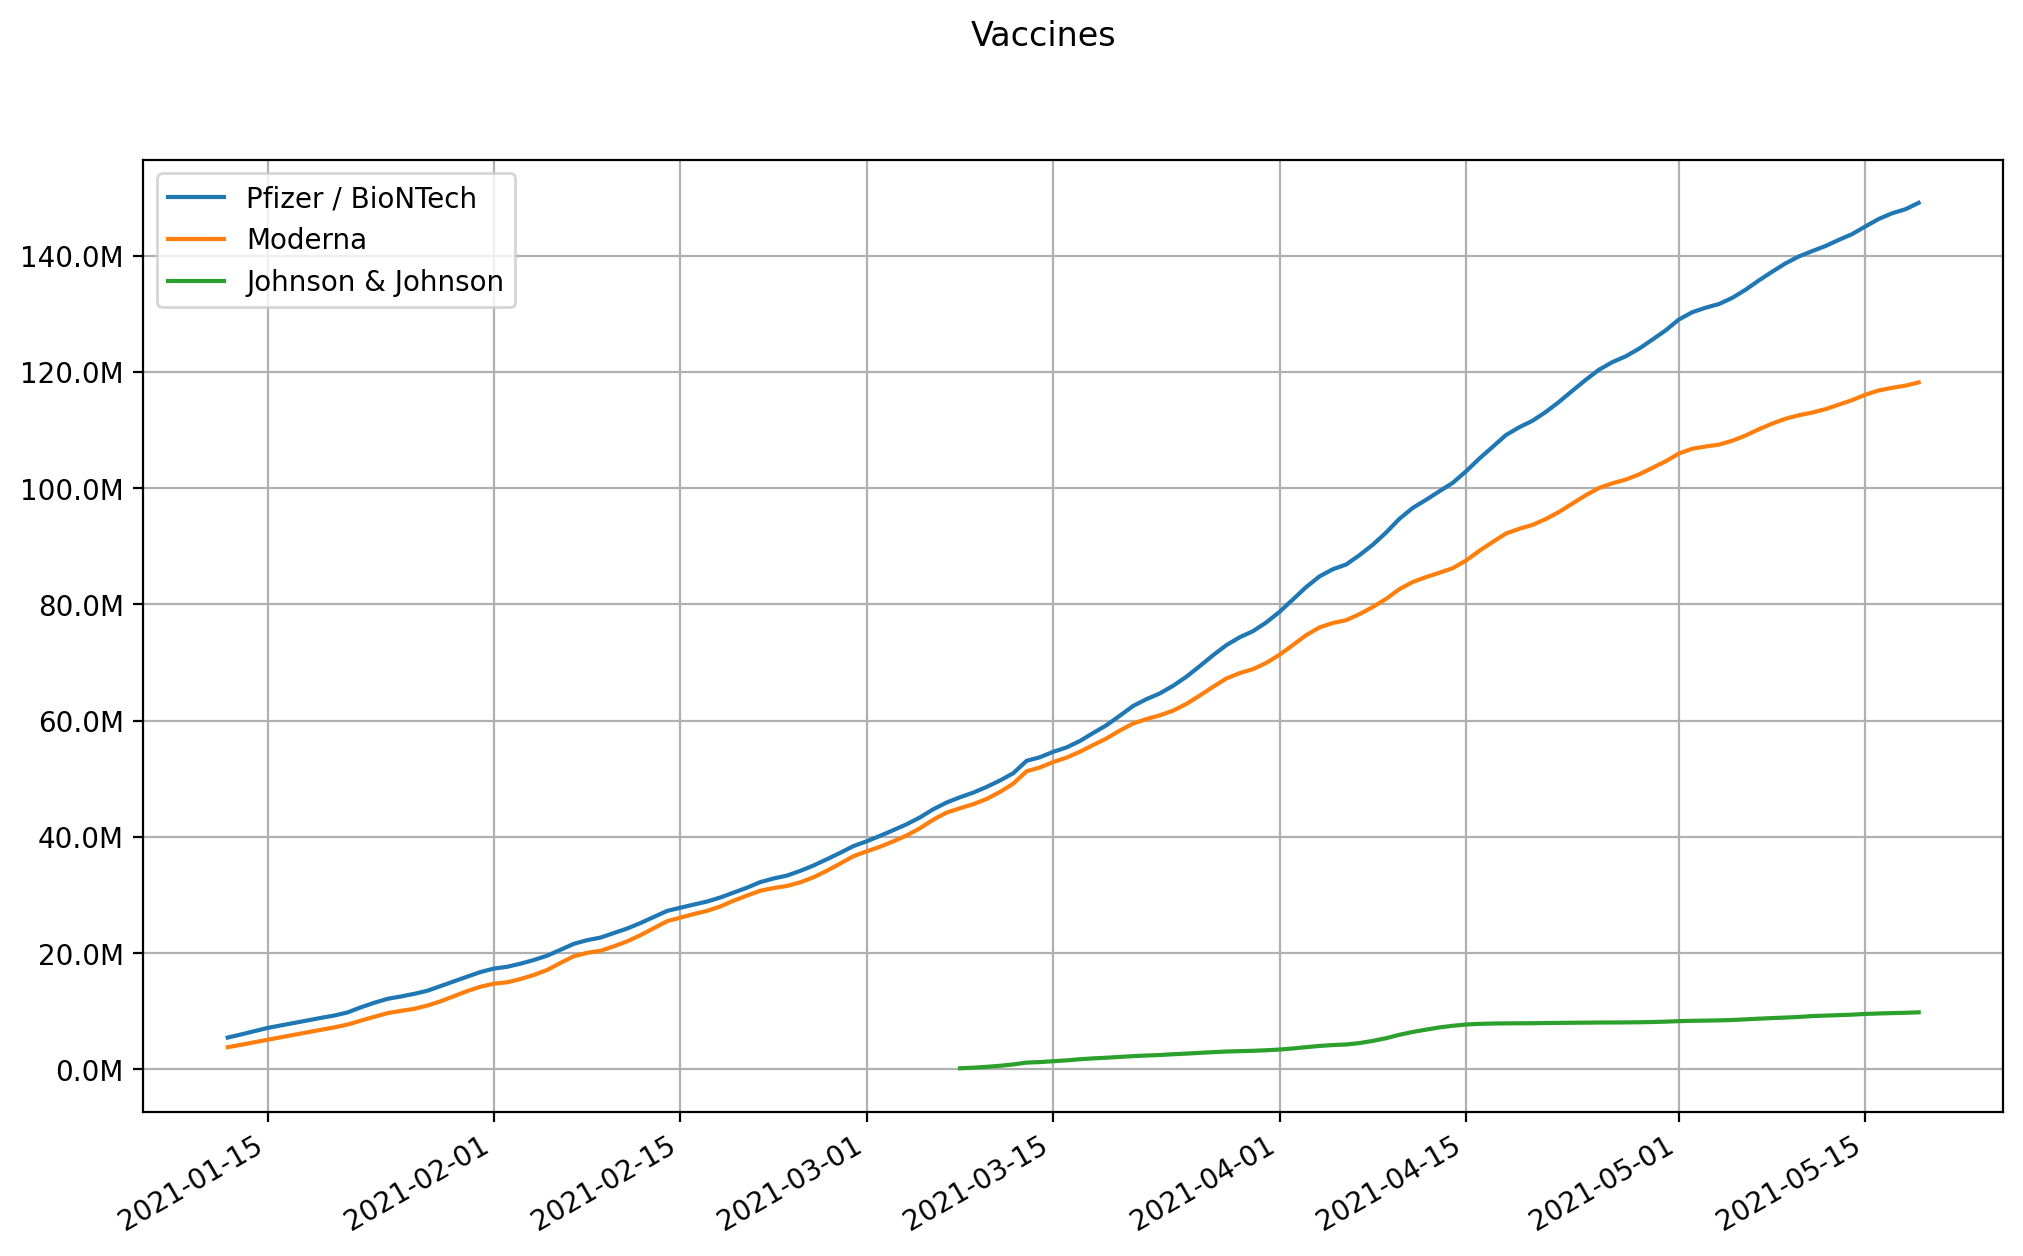 Vaccines
Pfizer / BioNTech
Moderna
Johnson & Johnson
140.0M
120.0M
100.0M
80.0M
60.0M
40.0M
20.0M
0.0M
2021-01-15
2021-02-01
2021-02-15
2021-03-01
2021-03-15
2021-04-01
2021-04-15
2021-05-01
2021-05-15